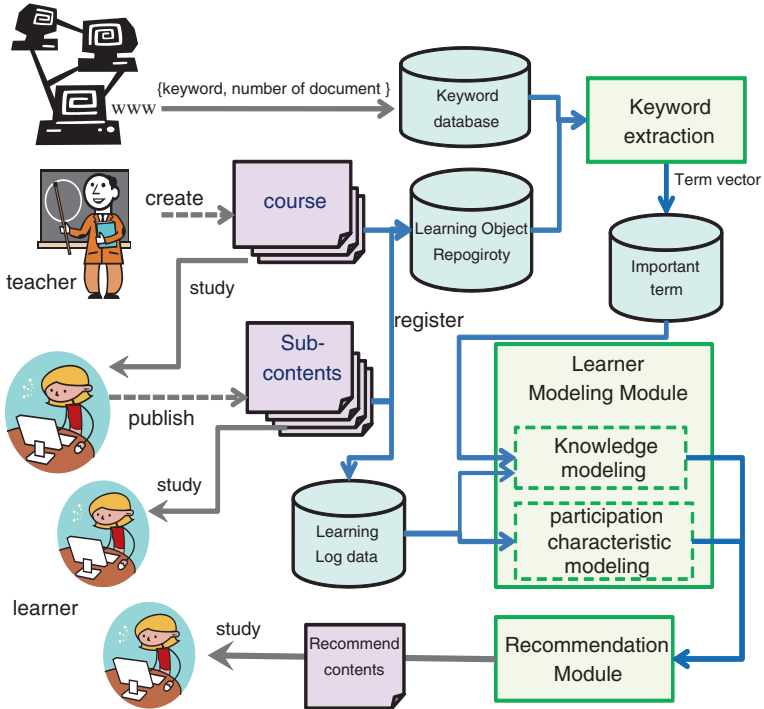 www
{keyword, number of document }
Keyword
database
Keyword
extraction
Term vector
create
course
Learning Object
Repogiroty
Important
term
teacher
study
register
Sub-
contents
publish
Learner
Modeling Module
Knowledge
modeling
study
Learning
Log data
participation
characteristic
modeling
learner
study
Recommend
contents
Recommendation
Module